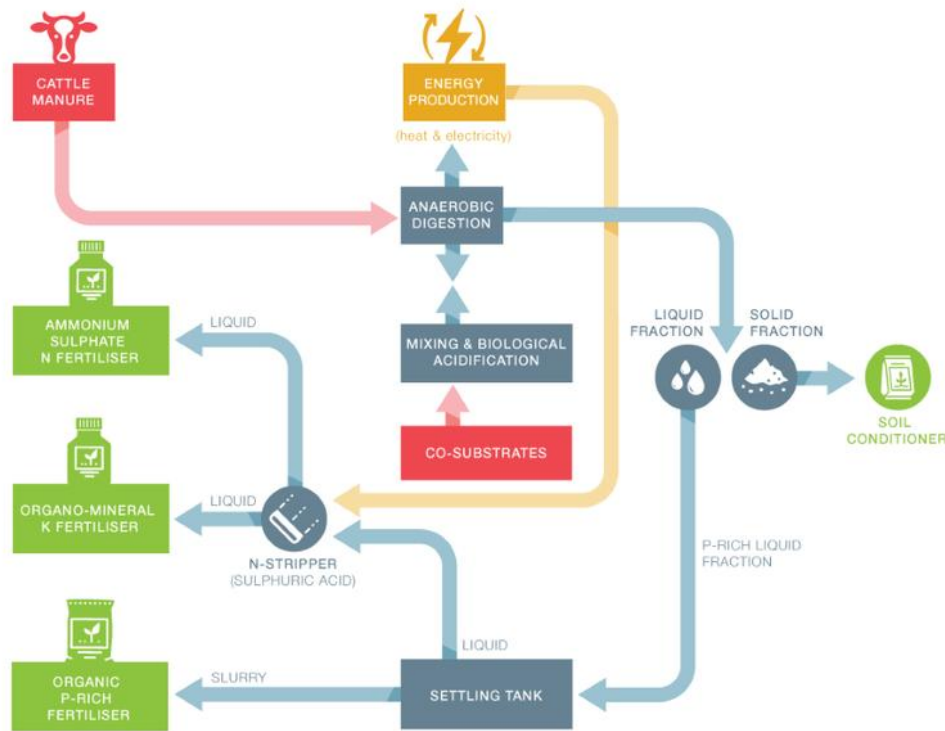 CATTLE
MANURE
ENERGY
PRODUCTION
(heat & electricity)
ANAEROBIC
DIGESTION
AMMONIUM
SULPHATE
N FERTILISER
LIQUID
MIXING & BIOLOGICAL
ACIDIFICATION
LIQUID
FRACTION
SOLID
FRACTION
SOIL
CONDITIONER
CO-SUBSTRATES
ORGANO-MINERAL
K FERTILISER
LIQUID
N-STRIPPER
(SULPHURIC ACID)
P-RICH LIQUID
FRACTION
LIQUID
ORGANIC
P-RICH
FERTILISER
SLURRY
SETTLING TANK